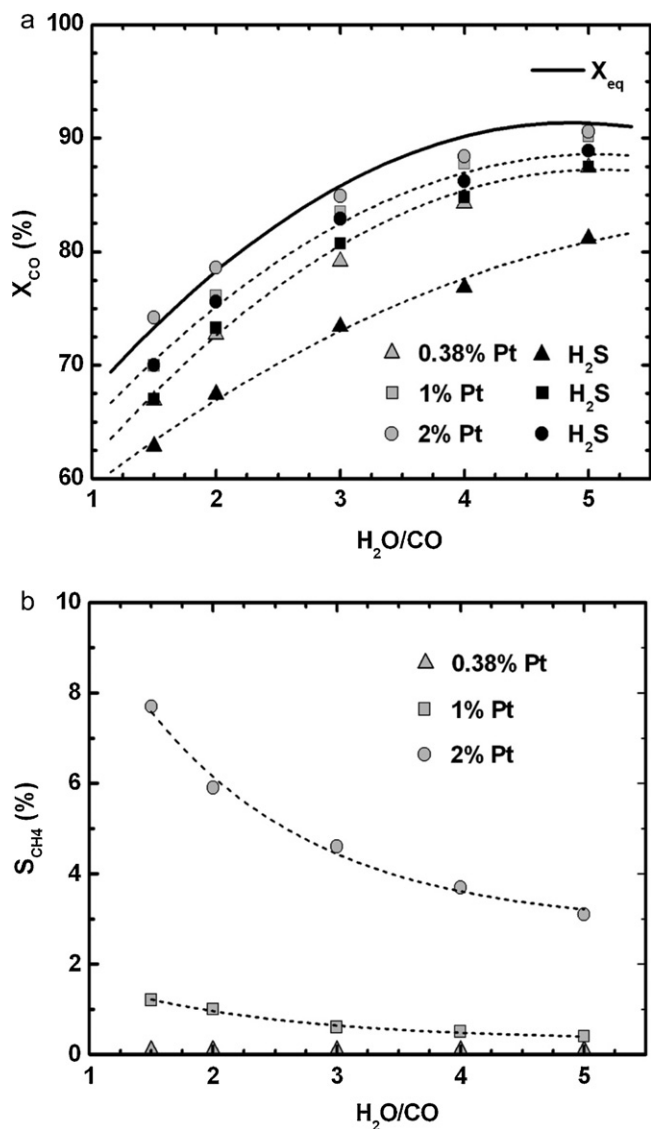 a
100
90
80
70
60
X_CO (%)
X_eq
0.38% Pt H₂S
1% Pt H₂S
2% Pt H₂S
1 2 3 4 5
H₂O/CO
b
10
8
6
4
2
0
S_CH4 (%)
0.38% Pt
1% Pt
2% Pt
1 2 3 4 5
H₂O/CO